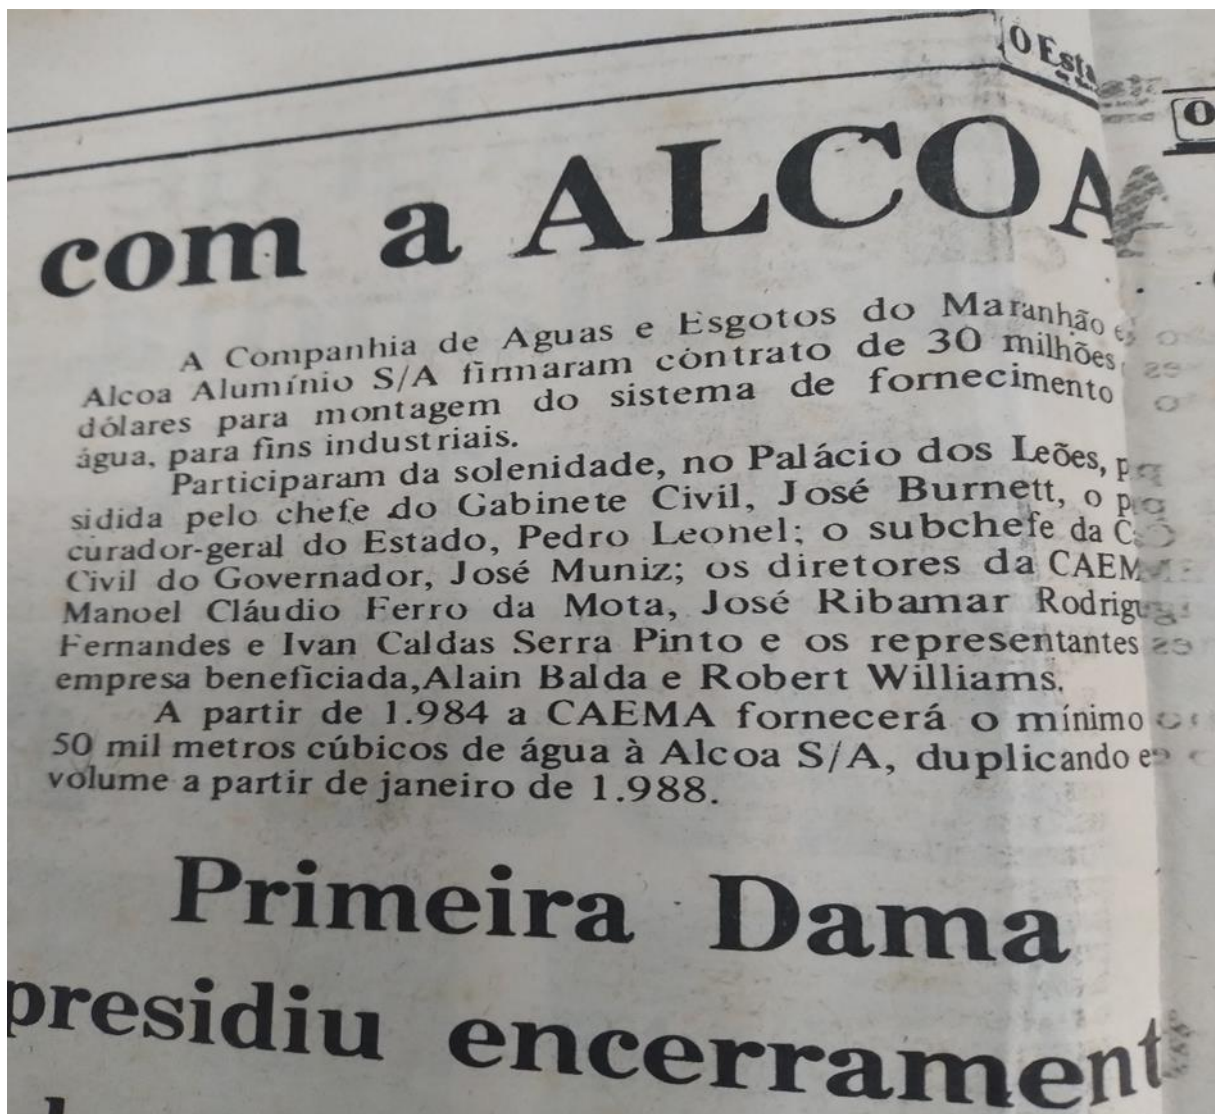 O Esta
com a ALCOA
A Companhia de Aguas e Esgotos do Maranhão e
Alcoa Alumínio S/A firmaram contrato de 30 milhões
dólares para montagem do sistema de fornecimento
água, para fins industriais.
Participaram da solenidade, no Palácio dos Leões,
sidida pelo chefe do Gabinete Civil, José Burnett, o
curador-geral do Estado, Pedro Leonel; o subchefe da
Civil do Governador, José Muniz; os diretores da CAEM
Manoel Cláudio Ferro da Mota, José Ribamar Rodrigu
Fernandes e Ivan Caldas Serra Pinto e os representantes
empresa beneficiada,Alain Balda e Robert Williams.
A partir de 1.984 a CAEMA fornecerá o mínimo
50 mil metros cúbicos de água à Alcoa S/A, duplicando
volume a partir de janeiro de 1.988.
Primeira Dama
presidiu encerrament